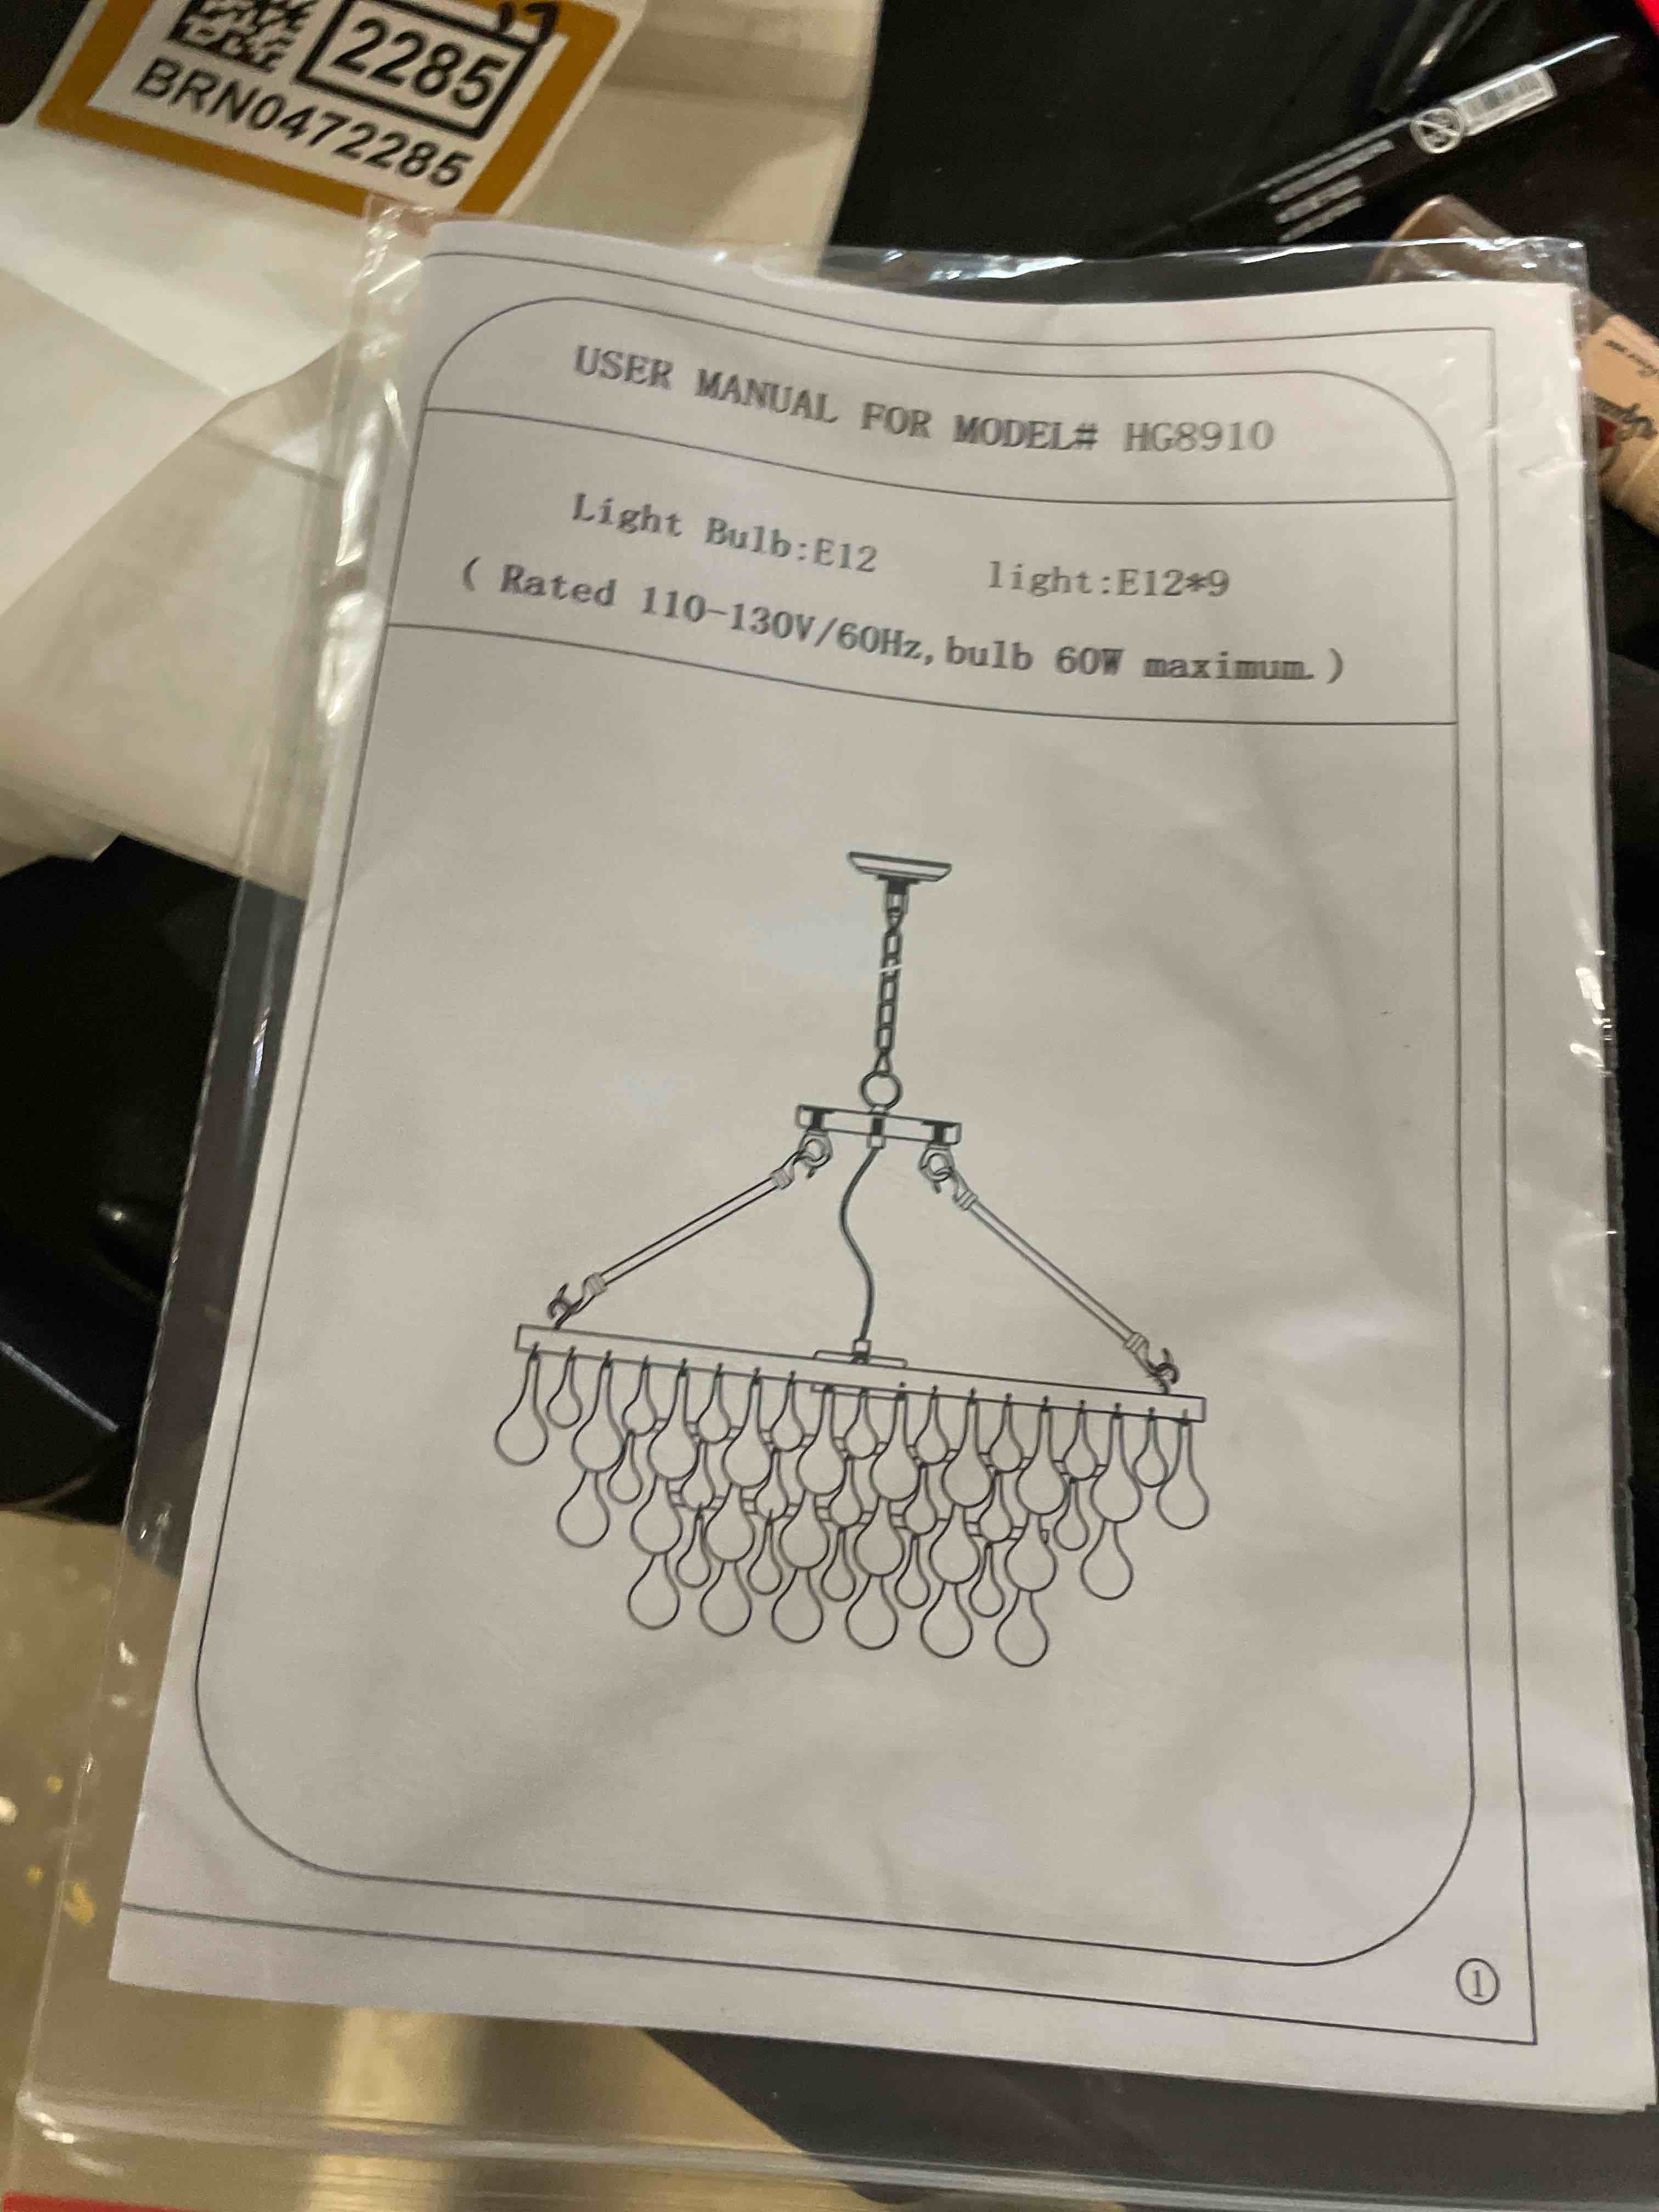 2285
BRN0472285
USER MANUAL FOR MODEL# HG8910
Light Bulb:E12 light:E12*9
( Rated 110-130V/60Hz, bulb 60W maximum. )
1